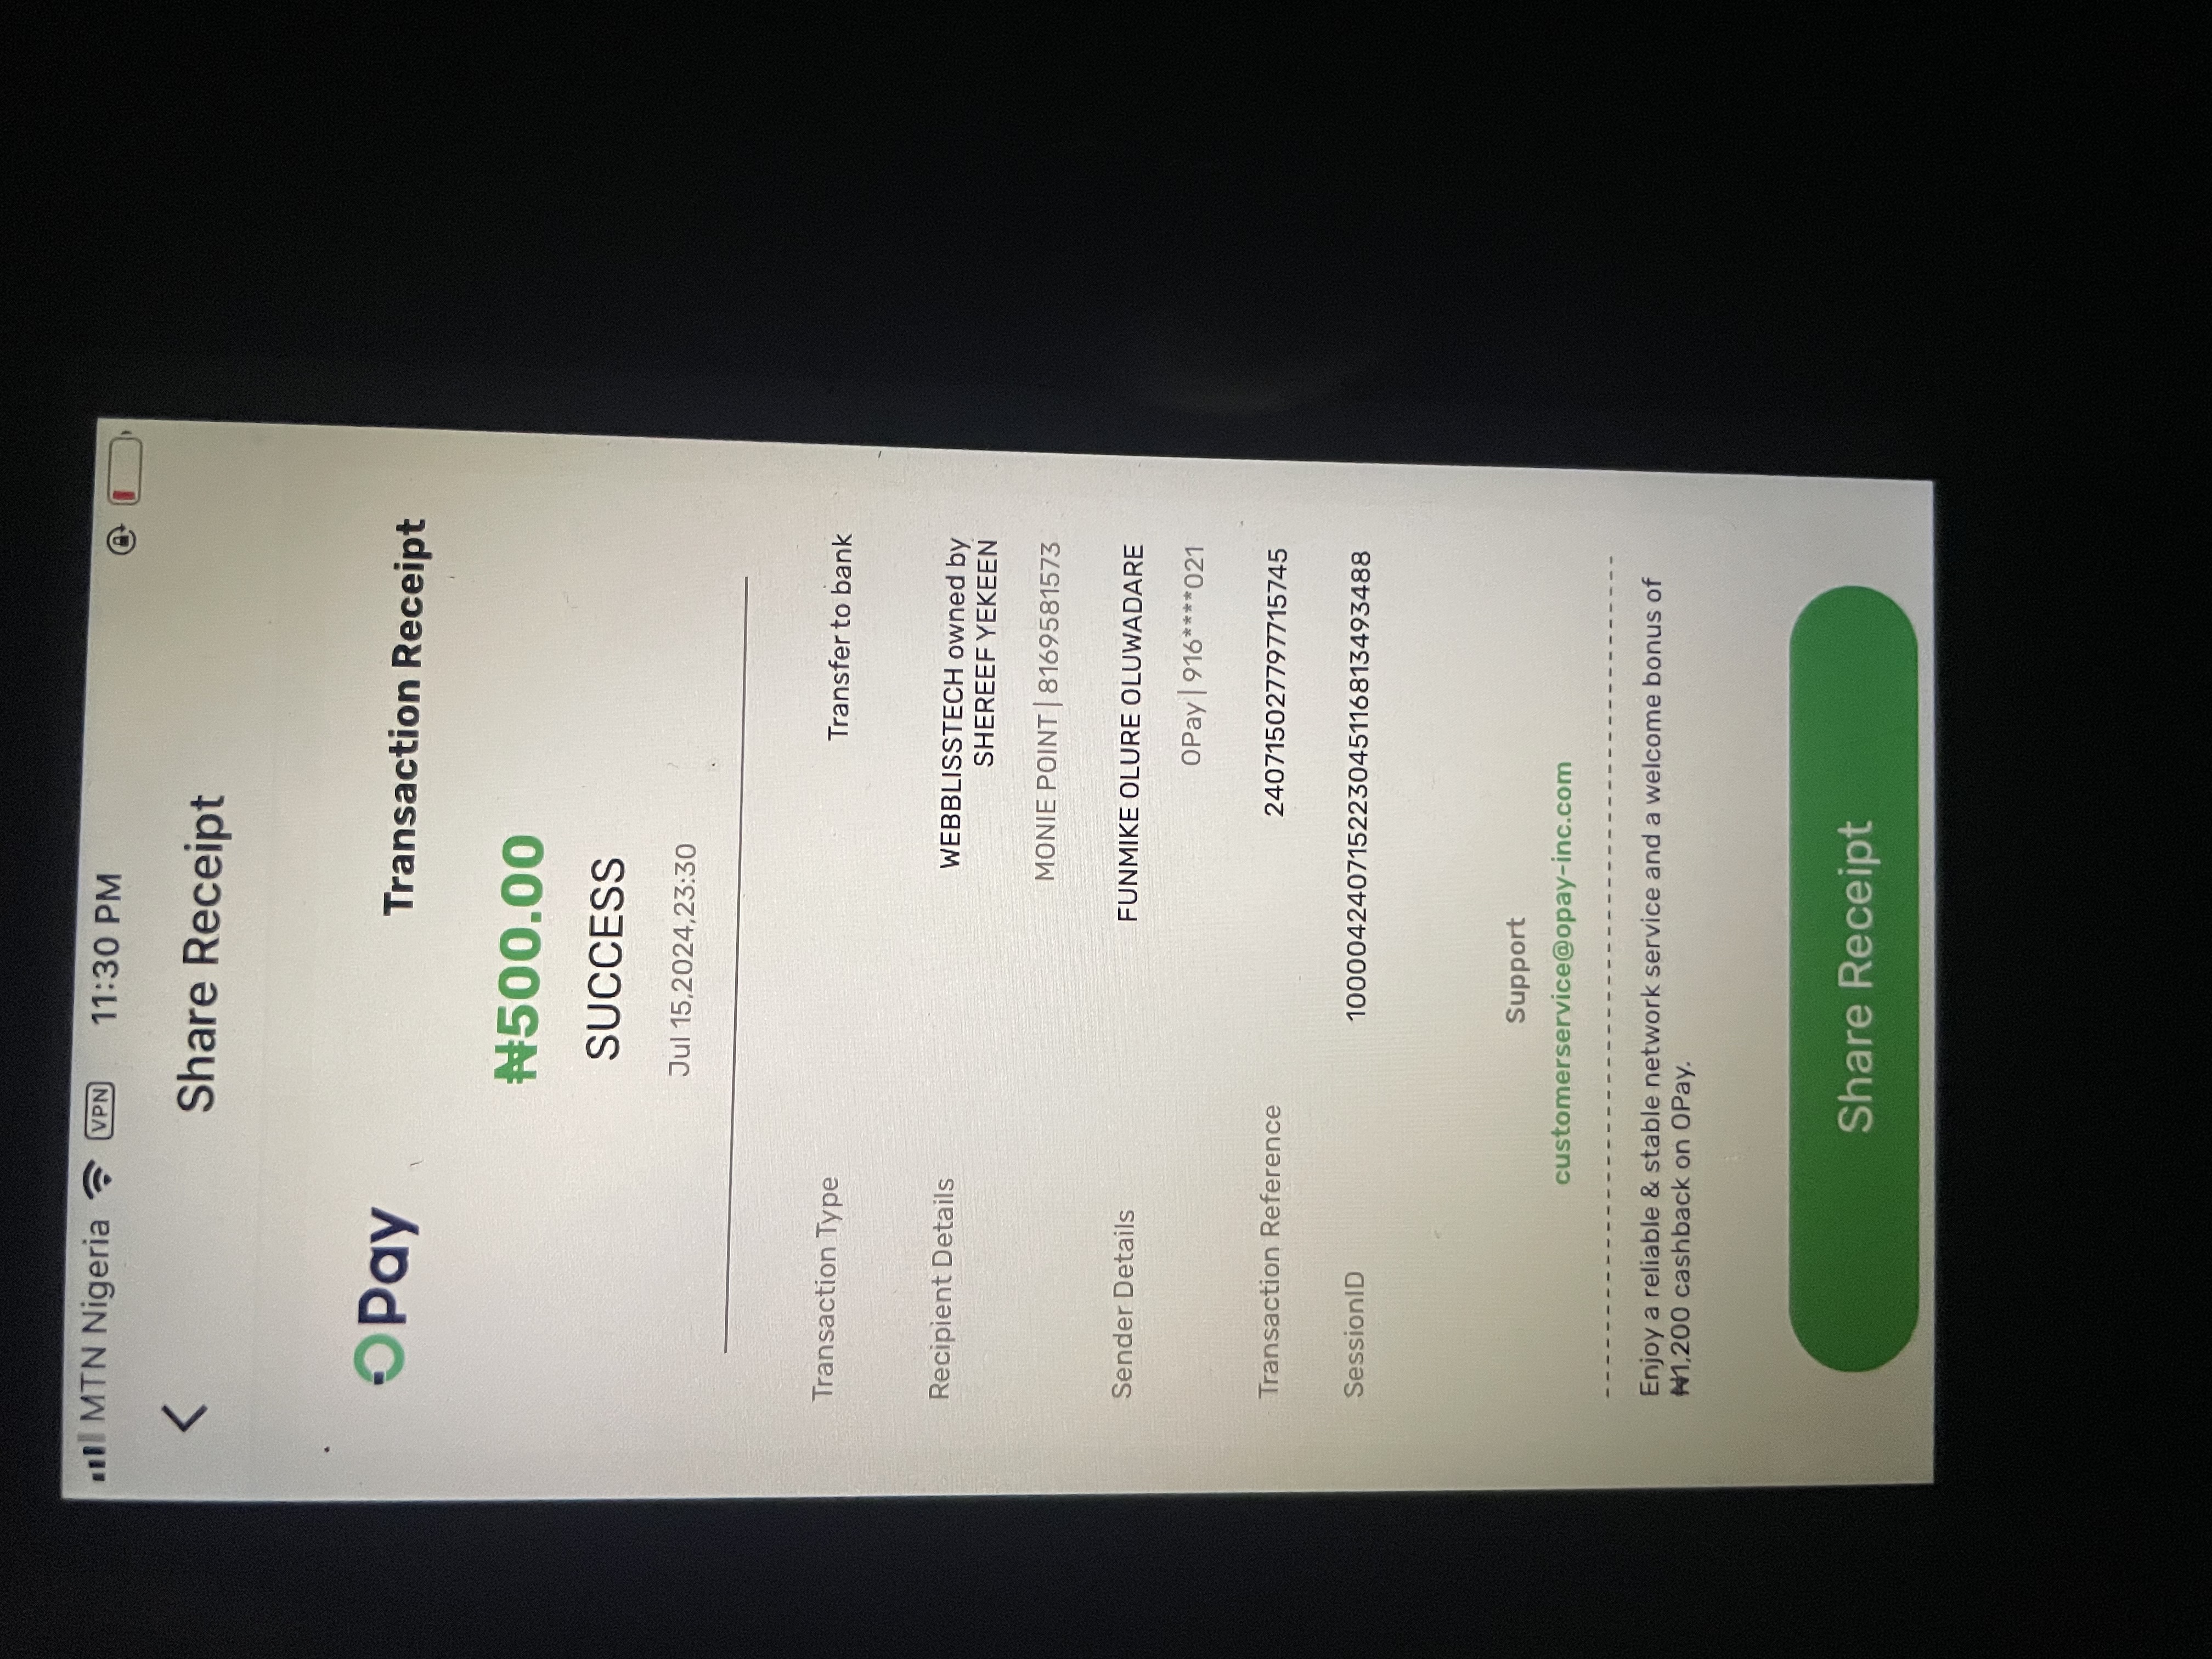 MTN Nigeria VPN 11:30 PM
Share Receipt
OPay
Transaction Receipt
₦500.00
SUCCESS
Jul 15,2024,23:30
Transaction Type Transfer to bank
Recipient Details WEBBLISSTECH owned by
SHEREEF YEKEEN
MONIE POINT | 8169581573
Sender Details FUNMIKE OLURE OLUWADARE
OPay | 916****021
Transaction Reference 240715027797715745
SessionID 100004240715223045116813493488
Support
customerservice@opay-inc.com
Enjoy a reliable & stable network service and a welcome bonus of
₦1,200 cashback on OPay.
Share Receipt